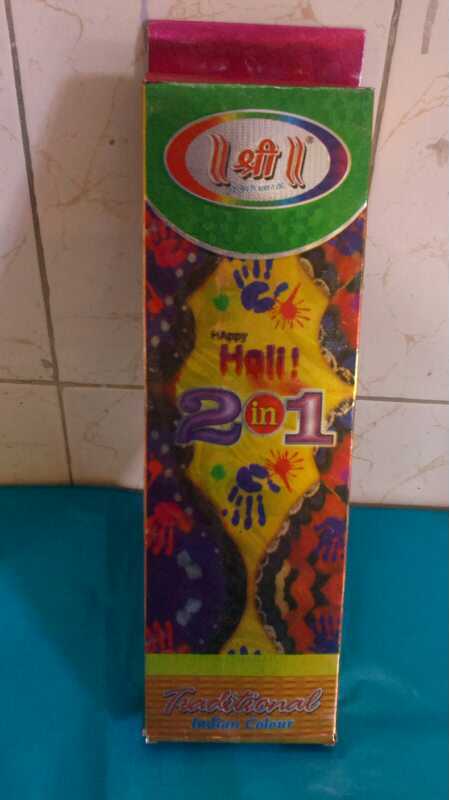 ॥ श्री ॥
HAppy
Holi!
2 in 1
Traditional
Indian Colour